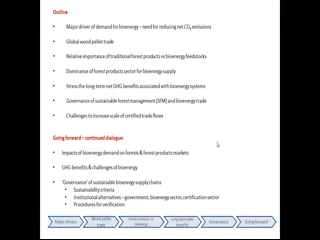 Outline
• Major driver of demand for bioenergy – need for reducing net CO2 emissions
• Global wood pellet trade
• Relative importance of traditional forest products vs bioenergy feedstocks
• Dominance of forest products sector for bioenergy supply
• Stress the long-term net GHG benefits associated with bioenergy systems
• Governance of sustainable forest management (SFM) and bioenergy trade
• Challenges to increase scale of certified trade flows
Going forward – continued dialogue:
• Impacts of bioenergy demand on forests & forest products markets
• GHG benefits & challenges of bioenergy
• 'Governance' of sustainable bioenergy supply chains
• Sustainability criteria
• Institutional alternatives – government, bioenergy sector, certification sector
• Procedures for verification
Major drivers
Wood pellet trade
Forest products vs bioenergy
Long-term GHG benefits
Governance
Going forward